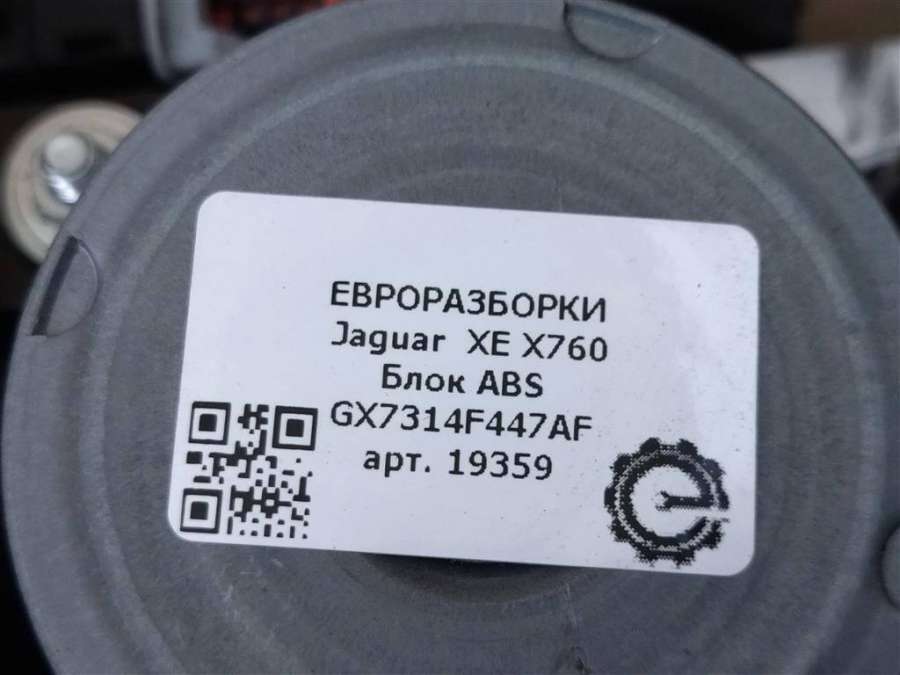 ЕВРОРАЗБОРКИ
Jaguar XE X760
Блок ABS
GX7314F447AF
арт. 19359